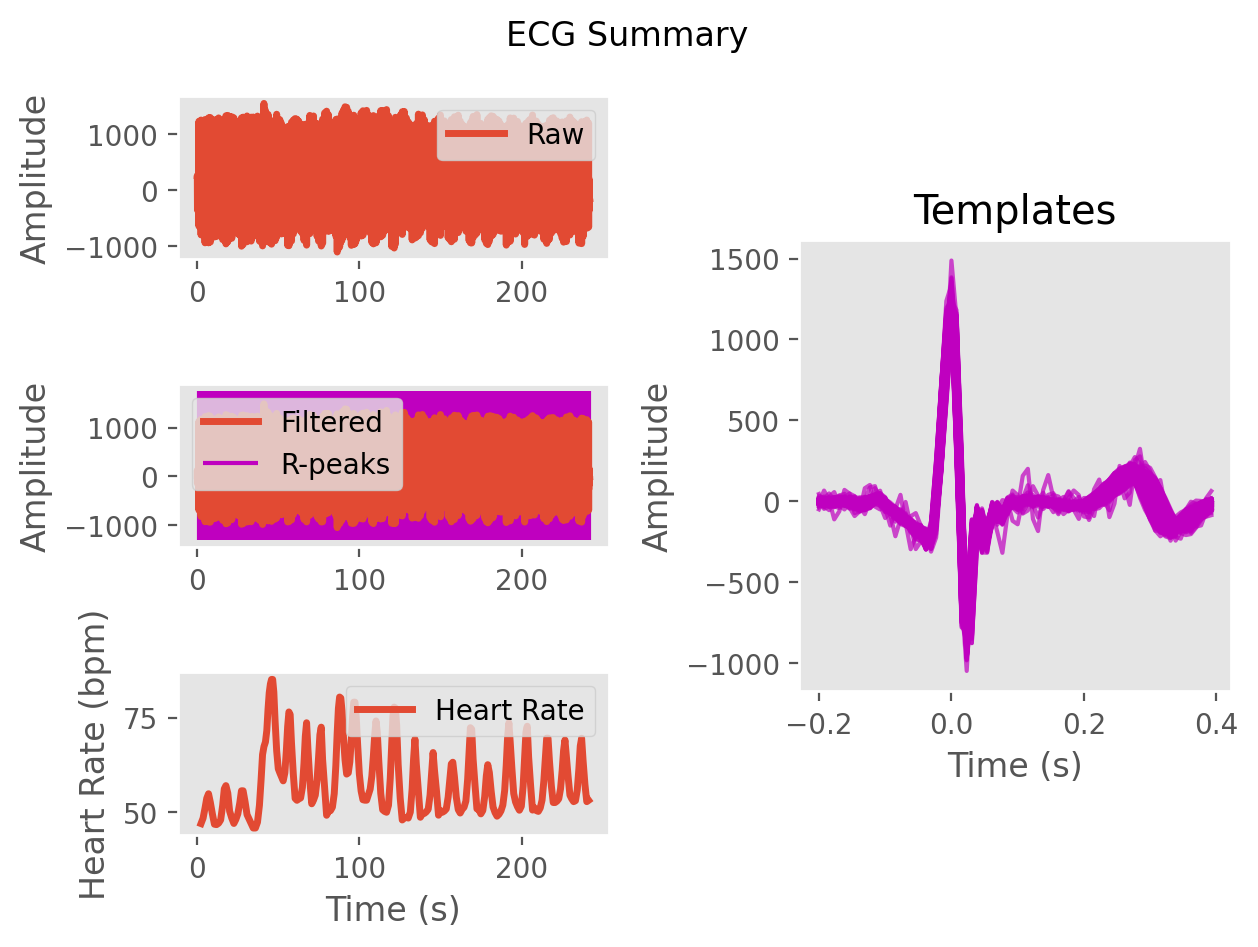 ECG Summary
Amplitude
1000
0
−1000
Raw
0
100
200
Amplitude
1000
0
−1000
Filtered
R-peaks
0
100
200
Heart Rate (bpm)
75
50
Heart Rate
0
100
200
Time (s)
Templates
Amplitude
1500
1000
500
0
−500
−1000
−0.2
0.0
0.2
0.4
Time (s)